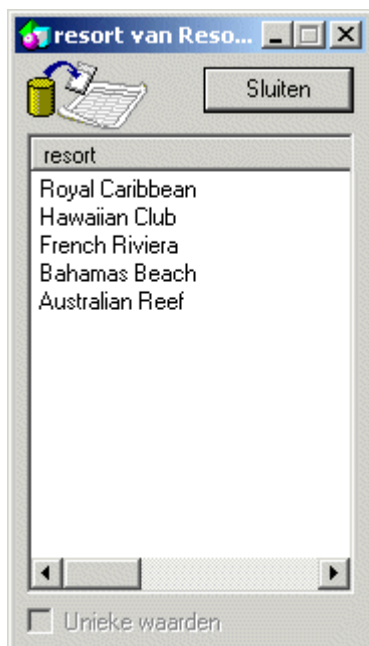 resort van Reso...
Sluiten
resort
Royal Caribbean
Hawaiian Club
French Riviera
Bahamas Beach
Australian Reef
Unieke waarden